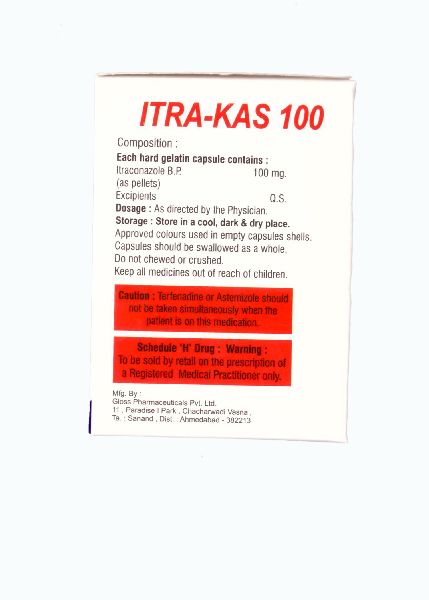 ITRA-KAS 100
Composition :
Each hard gelatin capsule contains :
Itraconazole B.P. 100 mg.
(as pellets)
Excipients Q.S.
Dosage : As directed by the Physician.
Storage : Store in a cool, dark & dry place.
Approved colours used in empty capsules shells.
Capsules should be swallowed as a whole.
Do not chewed or crushed.
Keep all medicines out of reach of children.
Caution : Terfenadine or Astemizole should
not be taken simultaneously when the
patient is on this medication.
Schedule 'H' Drug : Warning :
To be sold by retail on the prescription of
a Registered Medical Practitioner only.
Mfg. By :
Gloss Pharmaceuticals Pvt. Ltd.
11, Paradise I Park, Chacharwadi Vasna,
Ta. : Sanand, Dist. : Ahmedabad - 382213